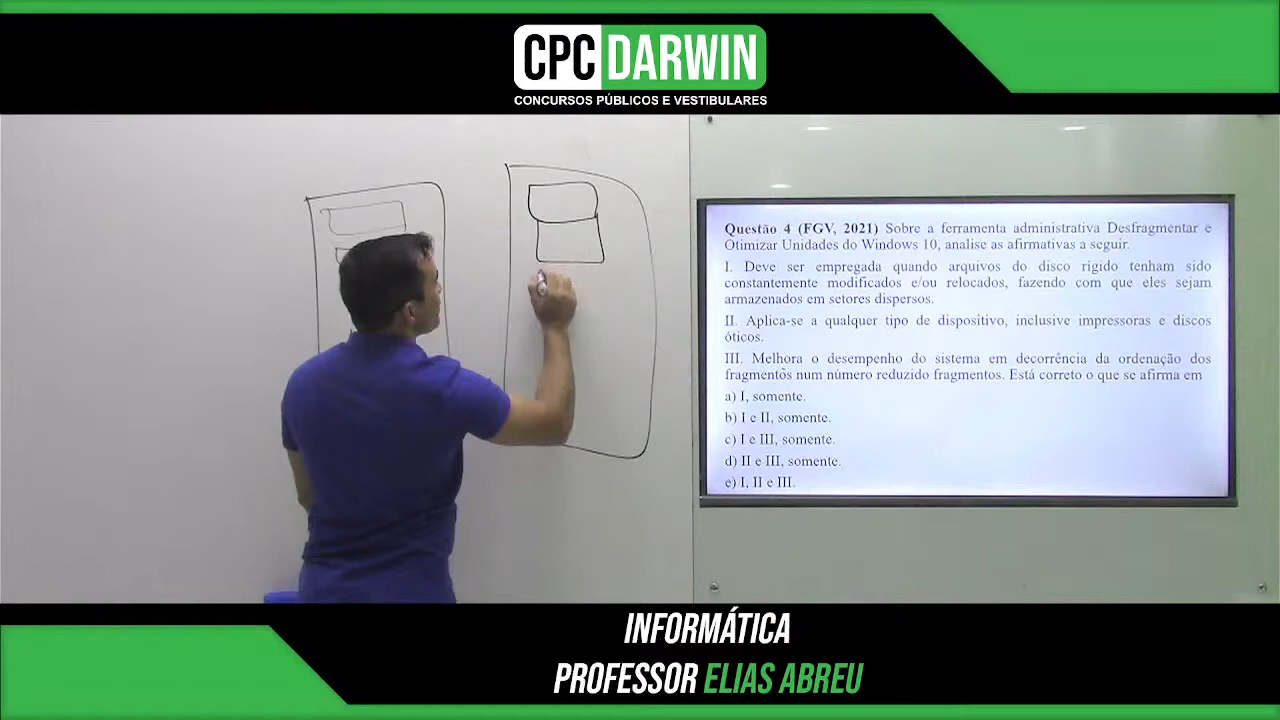 CPC DARWIN
CONCURSOS PÚBLICOS E VESTIBULARES
Questão 4 (FGV, 2021) Sobre a ferramenta administrativa Desfragmentar e
Otimizar Unidades do Windows 10, analise as afirmativas a seguir.
I. Deve ser empregada quando arquivos do disco rígido tenham sido
constantemente modificados e/ou relocados, fazendo com que eles sejam
armazenados em setores dispersos.
II. Aplica-se a qualquer tipo de dispositivo, inclusive impressoras e discos
óticos.
III. Melhora o desempenho do sistema em decorrência da ordenação dos
fragmentos num número reduzido fragmentos. Está correto o que se afirma em
a) I, somente.
b) I e II, somente.
c) I e III, somente.
d) II e III, somente.
e) I, II e III.
INFORMÁTICA
PROFESSOR ELIAS ABREU